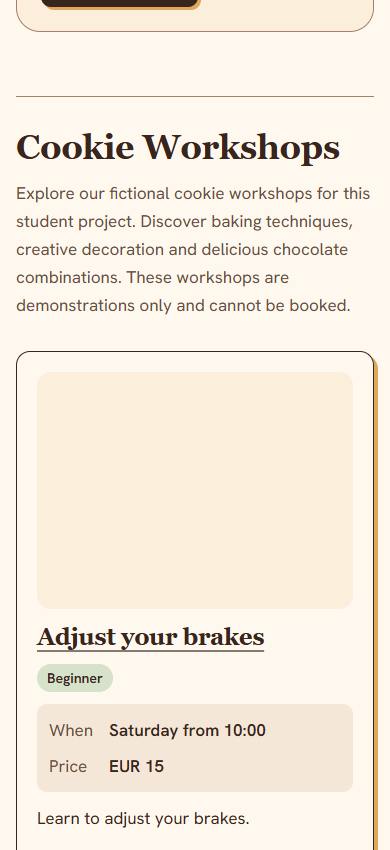 Cookie Workshops
Explore our fictional cookie workshops for this
student project. Discover baking techniques,
creative decoration and delicious chocolate
combinations. These workshops are
demonstrations only and cannot be booked.
Adjust your brakes
Beginner
When Saturday from 10:00
Price EUR 15
Learn to adjust your brakes.